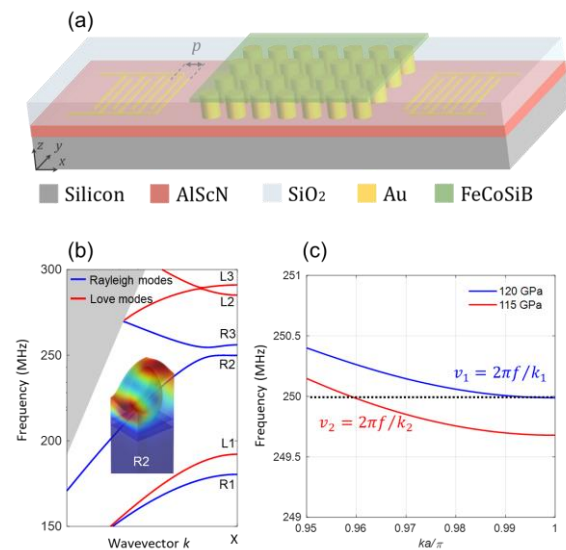 (a)
p
z
y
x
Silicon AlScN SiO₂ Au FeCoSiB
(b)
300
250
200
150
Frequency (MHz)
Rayleigh modes
Love modes
L3
L2
R3
R2
L1
R1
R2
Wavevector k
X
(c)
251
250.5
250
249.5
249
Frequency (MHz)
120 GPa
115 GPa
v₁ = 2πf/k₁
v₂ = 2πf/k₂
0.95 0.96 0.97 0.98 0.99 1
ka/π